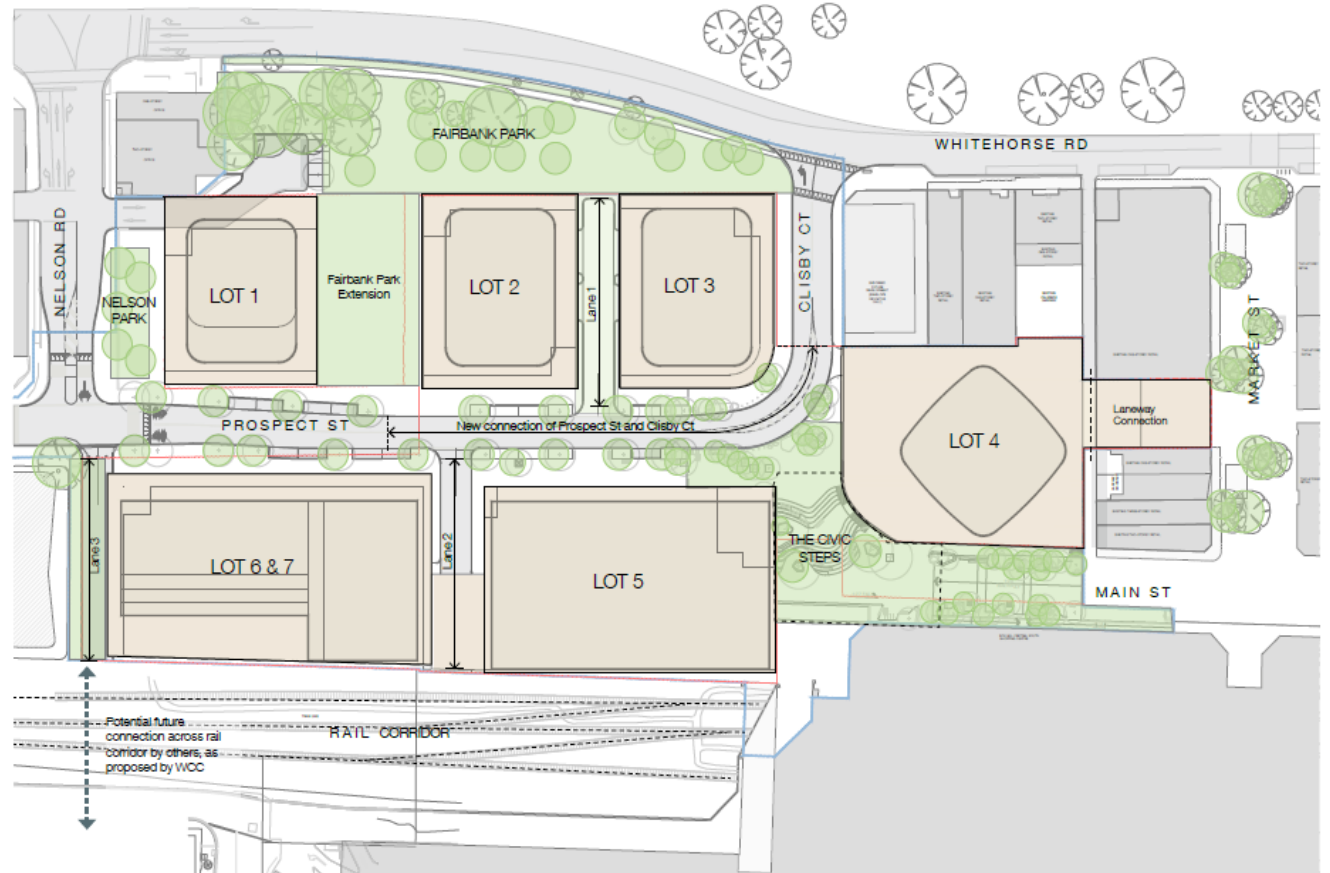 FAIRBANK PARK
WHITEHORSE RD
NELSON RD
NELSON
PARK
LOT 1
Fairbank Park
Extension
LOT 2
Lane 1
LOT 3
CLISBY CT
MARKET ST
PROSPECT ST
New connection of Prospect St and Clisby Ct
LOT 4
Laneway
Connection
Lane 3
LOT 6 & 7
Lane 2
LOT 5
THE CIVIC
STEPS
MAIN ST
Potential future
connection across rail
corridor by others, as
proposed by WCC
RAIL CORRIDOR